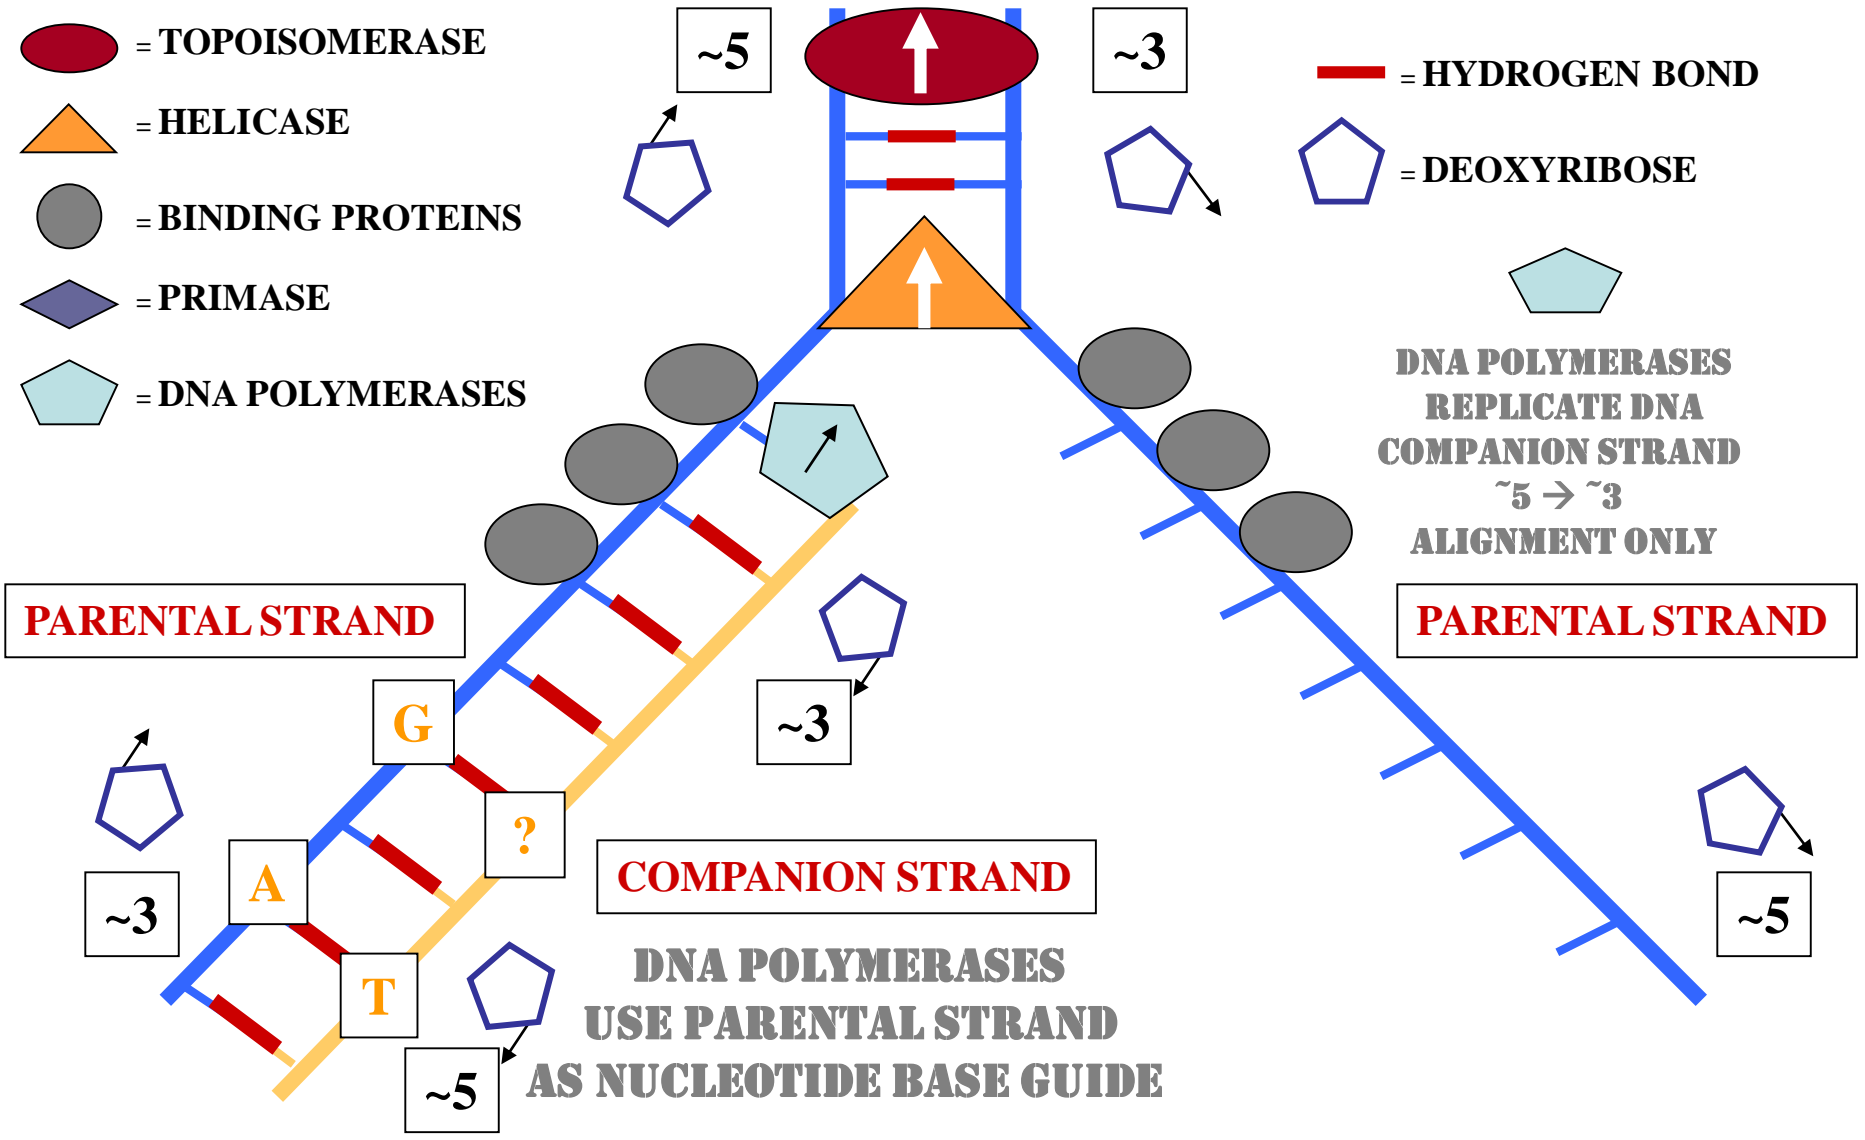 = TOPOISOMERASE
= HELICASE
= BINDING PROTEINS
= PRIMASE
= DNA POLYMERASES
~5
~3
= HYDROGEN BOND
= DEOXYRIBOSE
DNA POLYMERASES
REPLICATE DNA
COMPANION STRAND
~5 → ~3
ALIGNMENT ONLY
PARENTAL STRAND
PARENTAL STRAND
G
~3
?
A
COMPANION STRAND
~3
~5
T
DNA POLYMERASES
USE PARENTAL STRAND
AS NUCLEOTIDE BASE GUIDE
~5